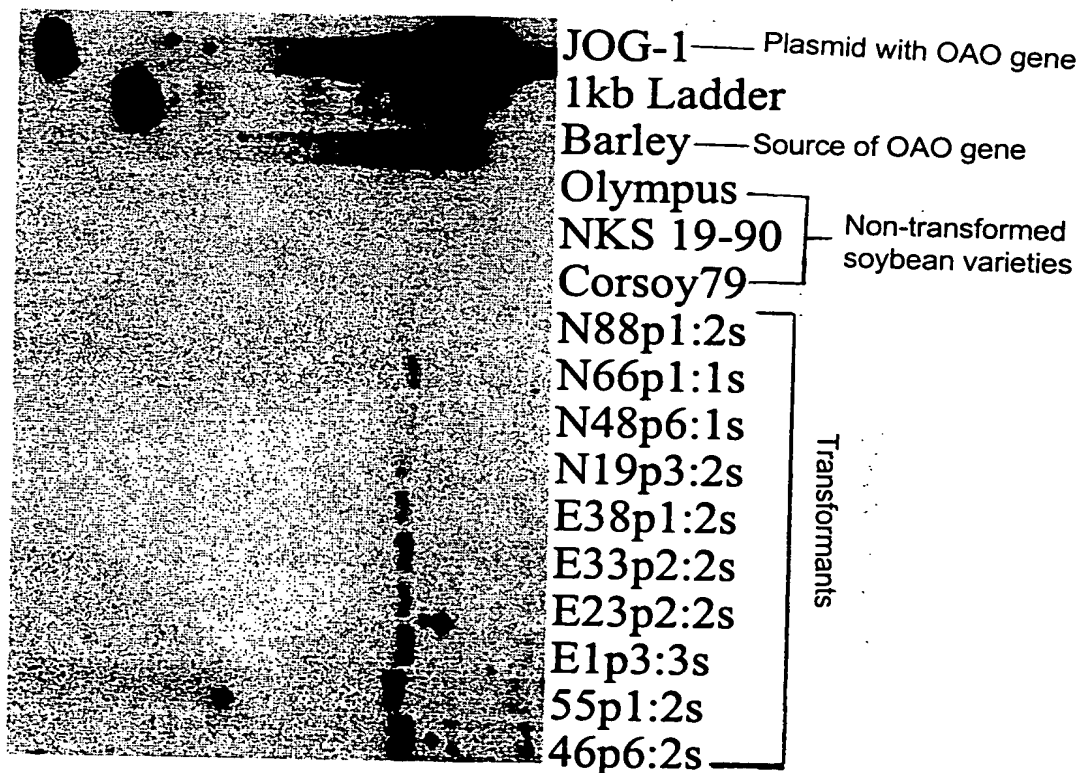 JOG-1 Plasmid with OAO gene
1kb Ladder
Barley Source of OAO gene
Olympus
NKS 19-90
Corsoy79
Non-transformed
soybean varieties
N88p1:2s
N66p1:1s
N48p6:1s
N19p3:2s
E38p1:2s
E33p2:2s
E23p2:2s
E1p3:3s
55p1:2s
46p6:2s
Transformants